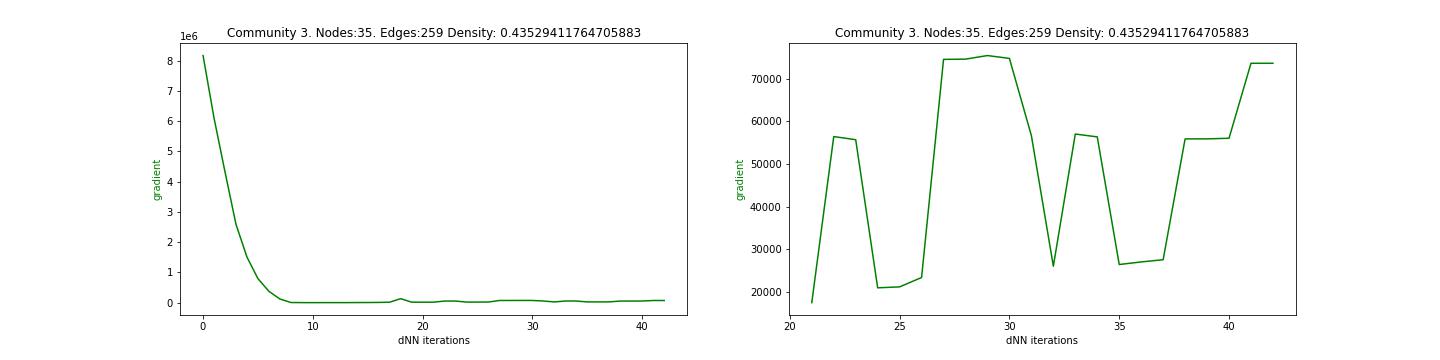 Community 3. Nodes:35. Edges:259 Density: 0.43529411764705883
1e6
8
7
6
5
4
3
2
1
0
gradient
0 10 20 30 40
dNN iterations
Community 3. Nodes:35. Edges:259 Density: 0.43529411764705883
70000
60000
50000
40000
30000
20000
gradient
20 25 30 35 40
dNN iterations